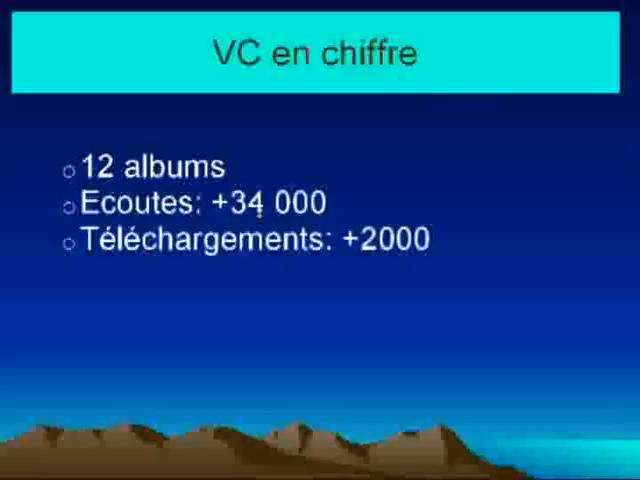 VC en chiffre
12 albums
Ecoutes: +34 000
Téléchargements: +2000